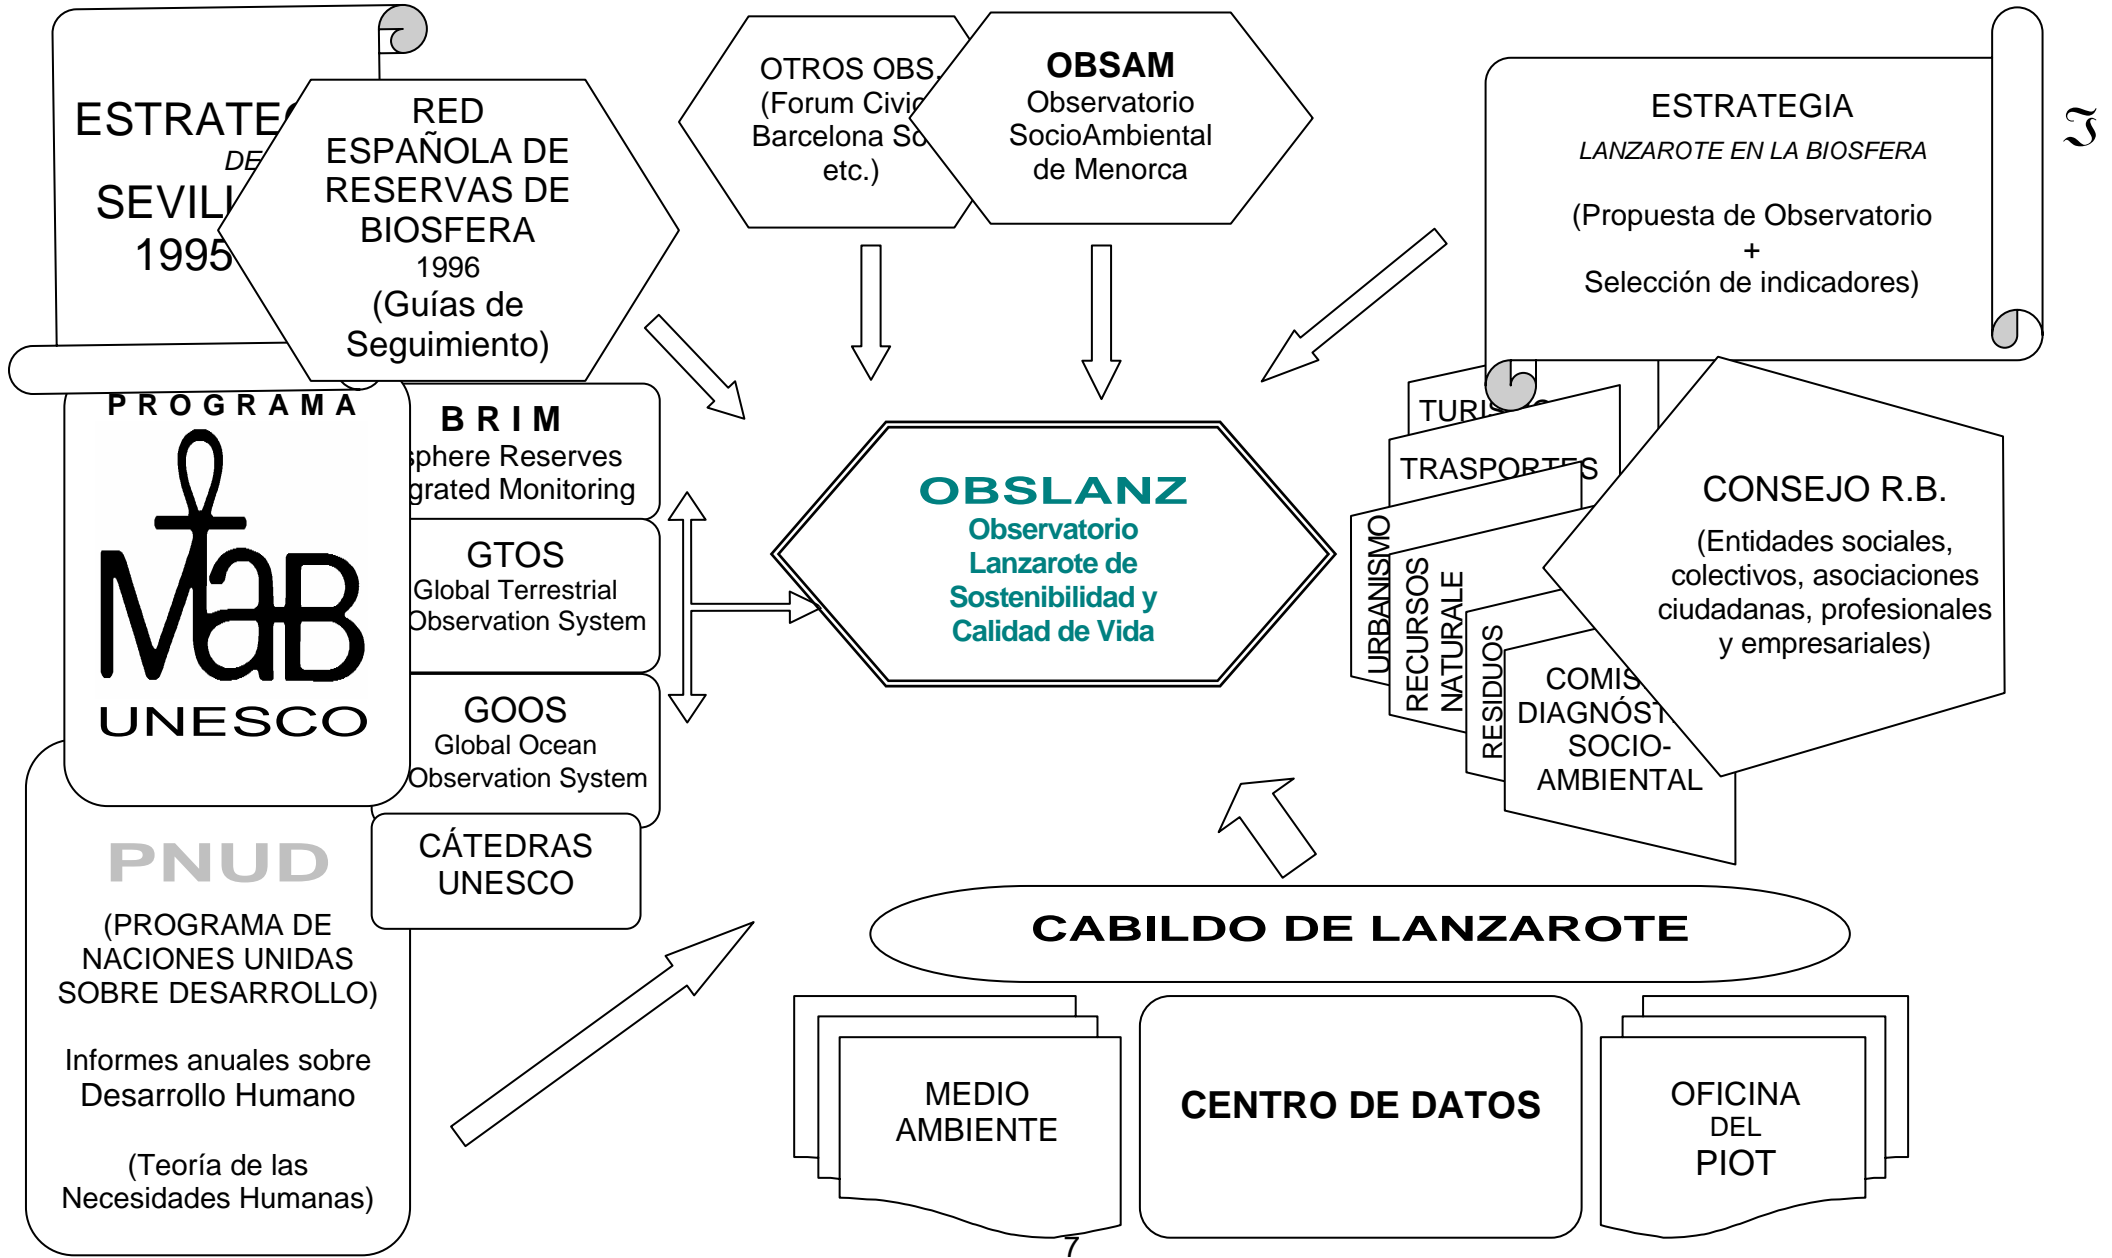 ESTRATE
DE
SEVILL
1995
RED
ESPAÑOLA DE
RESERVAS DE
BIOSFERA
1996
(Guías de
Seguimiento)
OTROS OBS.
(Forum Civic
Barcelona So
etc.)
OBSAM
Observatorio
SocioAmbiental
de Menorca
ESTRATEGIA
LANZAROTE EN LA BIOSFERA
(Propuesta de Observatorio
+
Selección de indicadores)
ℑ
PROGRAMA
MaB
UNESCO
BRIM
sphere Reserves
grated Monitoring
GTOS
Global Terrestrial
Observation System
GOOS
Global Ocean
Observation System
CÁTEDRAS
UNESCO
PNUD
(PROGRAMA DE
NACIONES UNIDAS
SOBRE DESARROLLO)
Informes anuales sobre
Desarrollo Humano
(Teoría de las
Necesidades Humanas)
OBSLANZ
Observatorio
Lanzarote de
Sostenibilidad y
Calidad de Vida
TURIS
TRASPORTES
URBANISMO
RECURSOS
NATURALE
RESIDUOS
COMIS
DIAGNÓST
SOCIO-
AMBIENTAL
CONSEJO R.B.
(Entidades sociales,
colectivos, asociaciones
ciudadanas, profesionales
y empresariales)
CABILDO DE LANZAROTE
MEDIO
AMBIENTE
CENTRO DE DATOS
OFICINA
DEL
PIOT
7